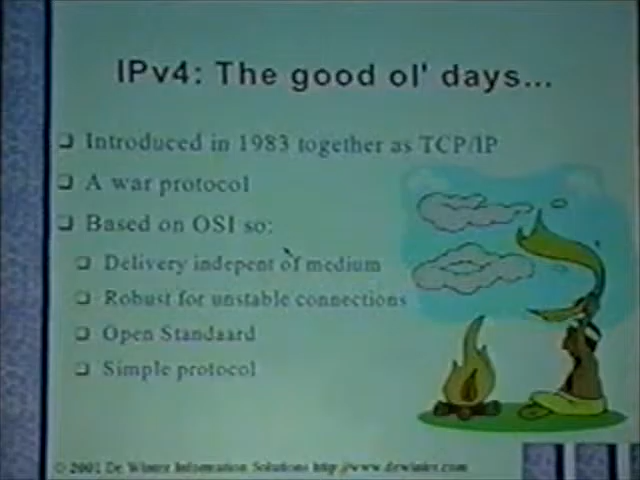 IPv4: The good ol' days...
Introduced in 1983 together as TCP/IP
A war protocol
Based on OSI so:
Delivery indepent of medium
Robust for unstable connections
Open Standaard
Simple protocol
© 2001 De Winter Information Solutions http://www.dewinter.com